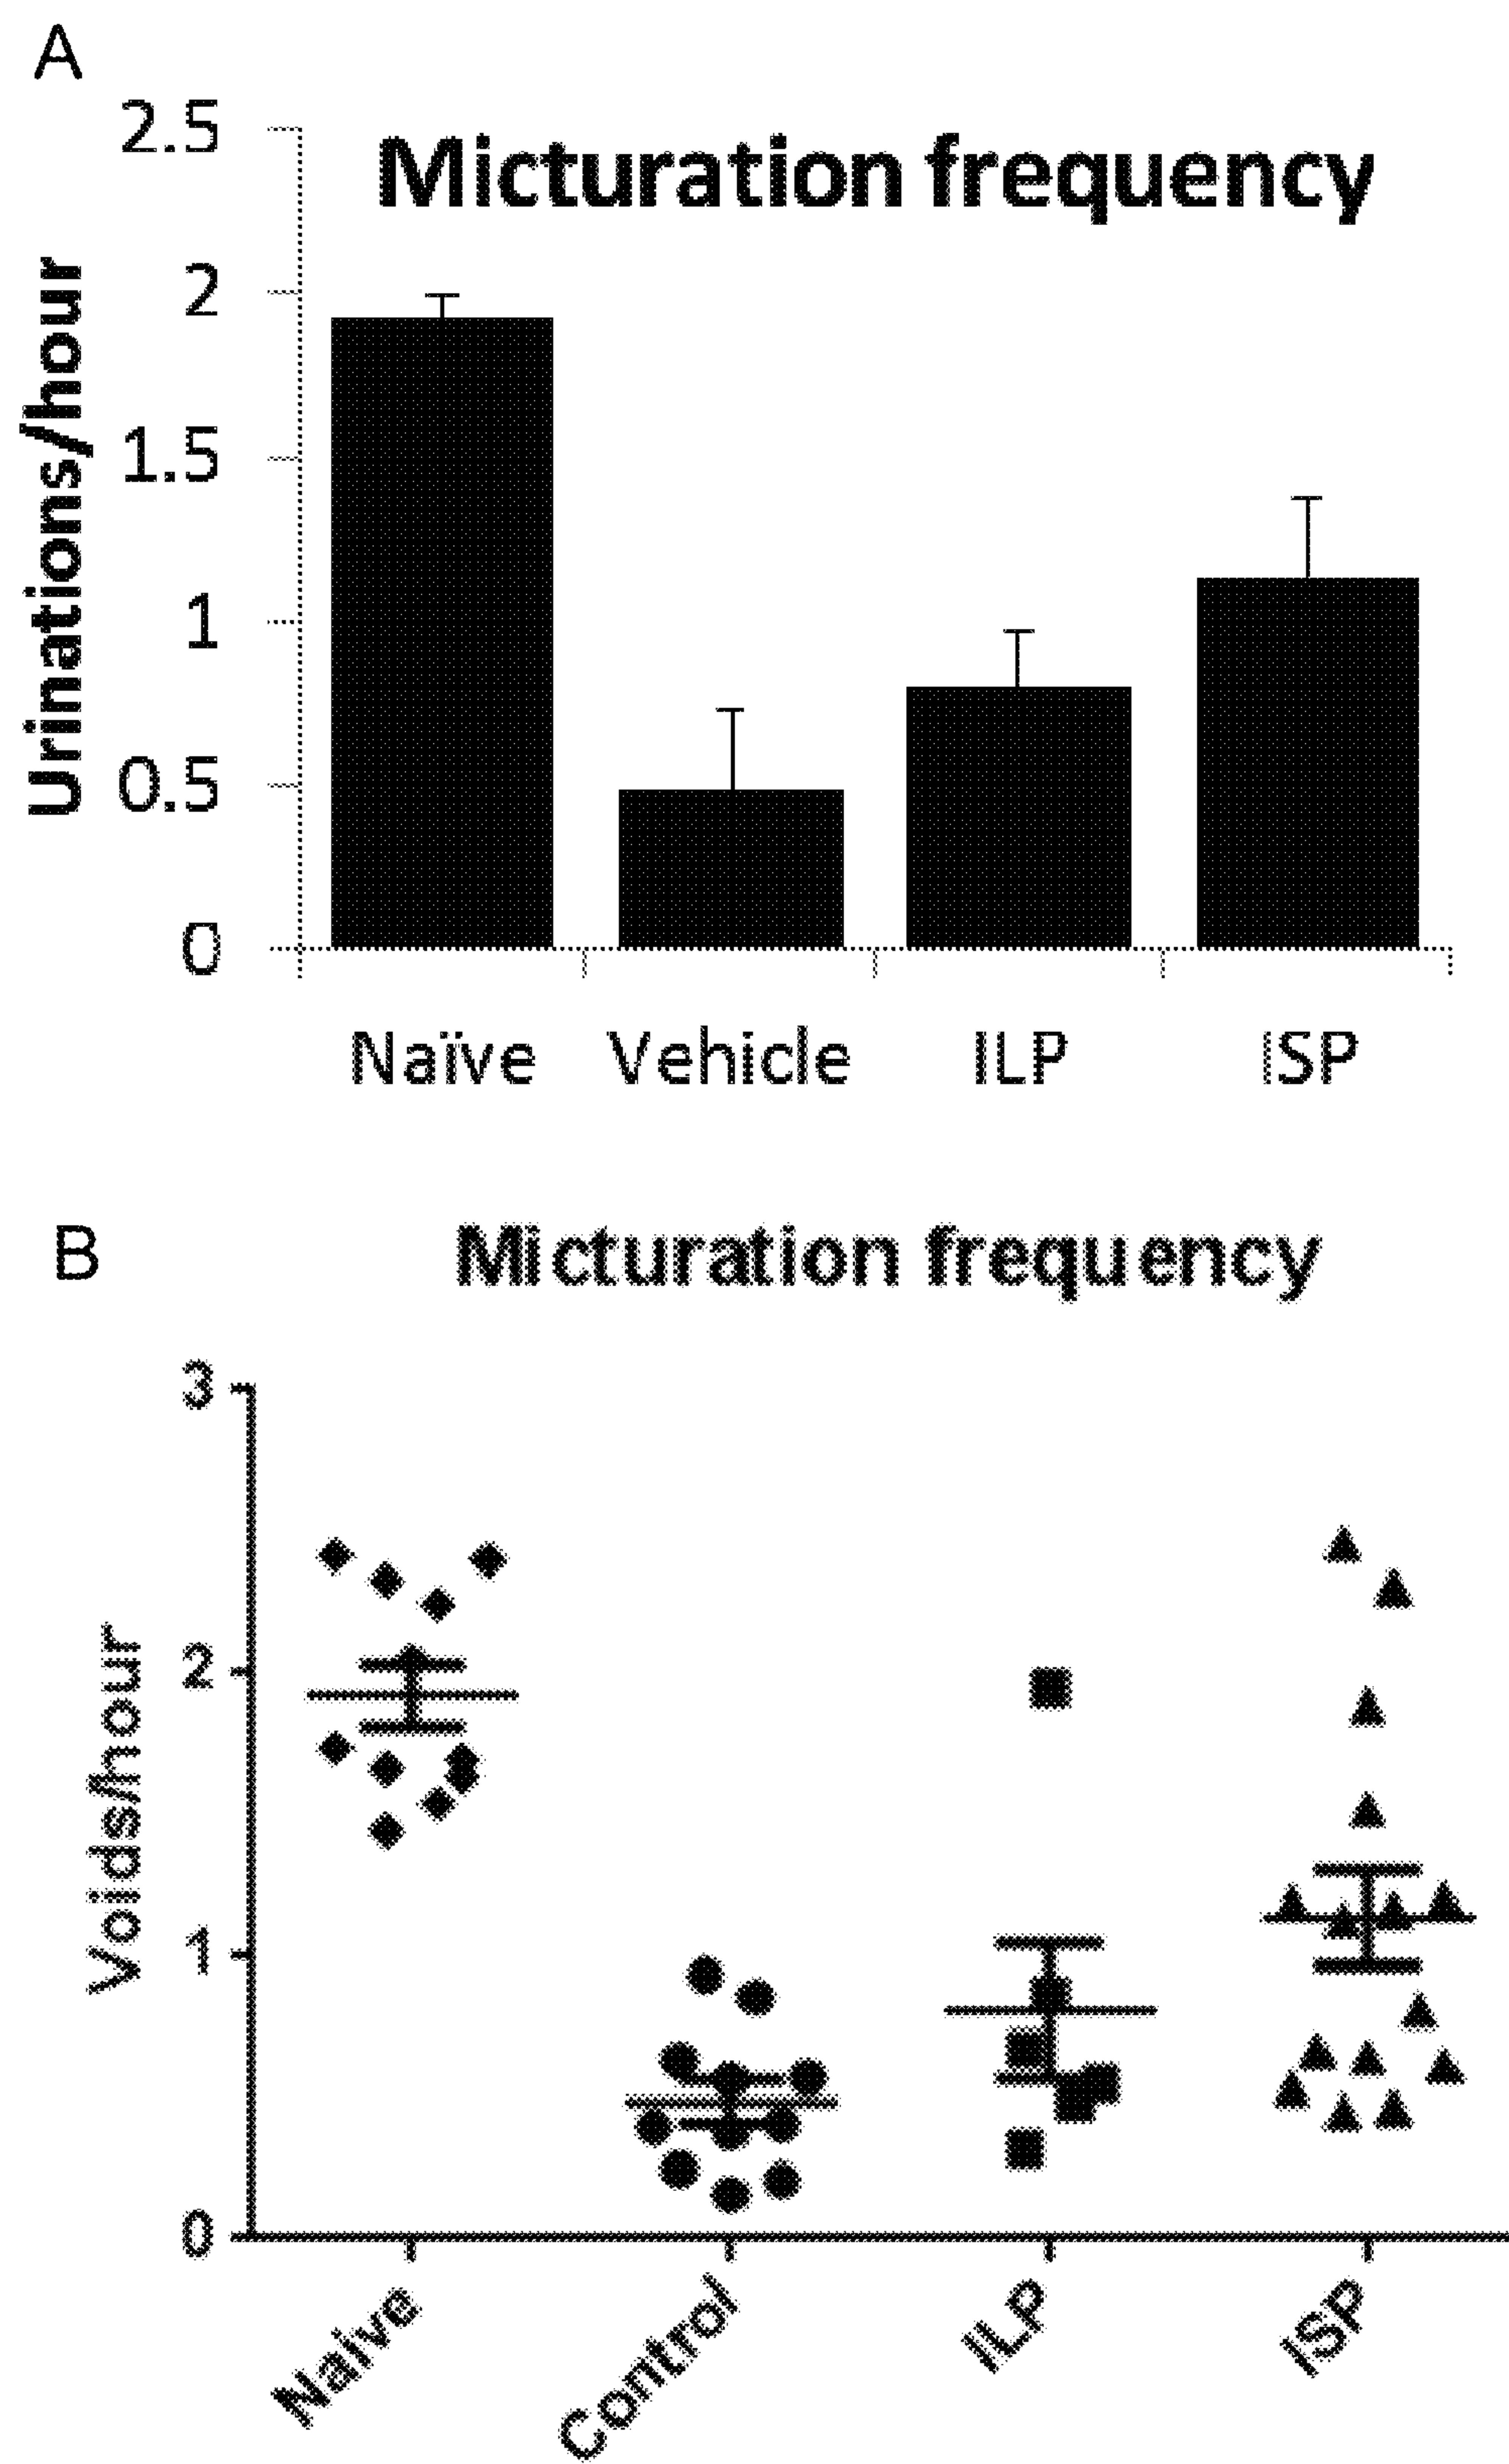 A
Micturation frequency
Urinations/hour
2.5
2
1.5
1
0.5
0
Naïve Vehicle ILP ISP
B
Micturation frequency
Voids/hour
3
2
1
0
Naive Control ILP ISP